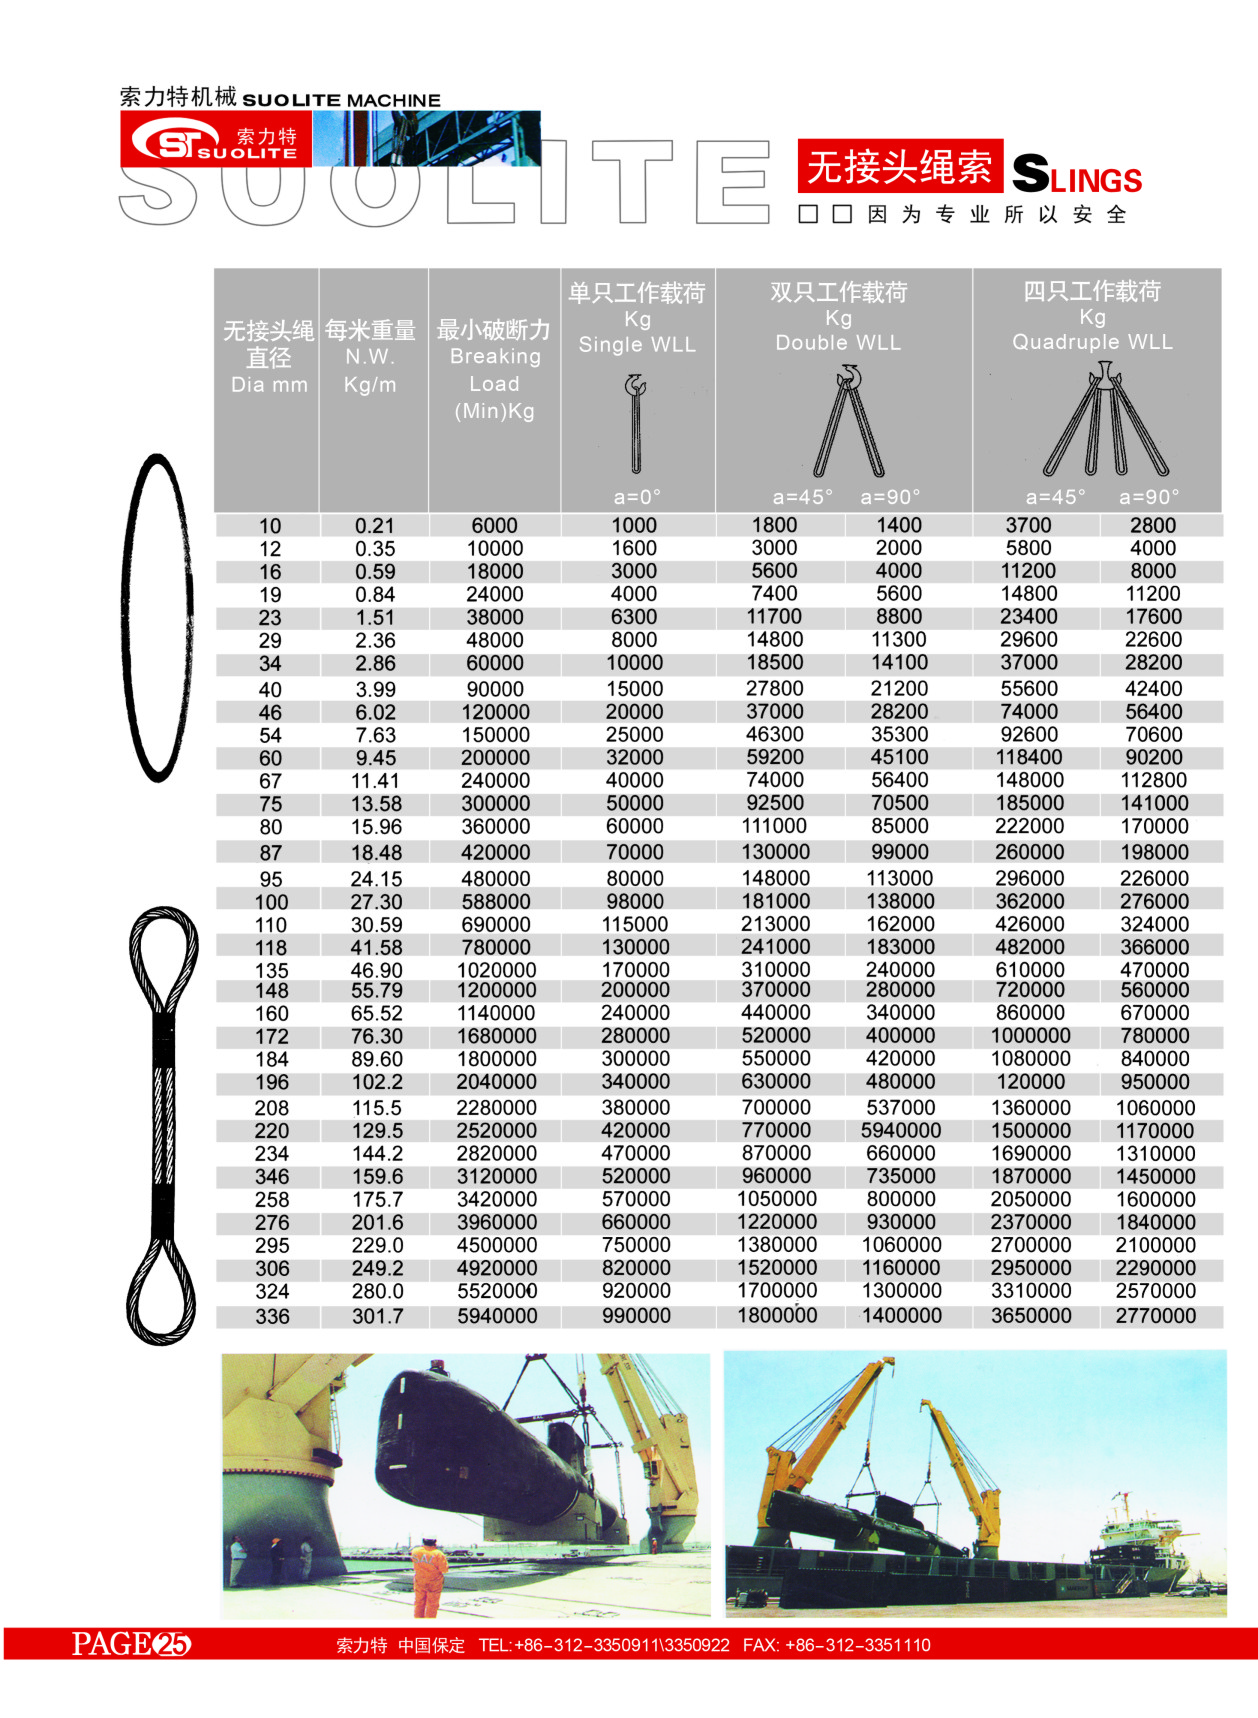 索力特机械 SUOLITE MACHINE
ST 索力特
SUOLITE
SUOLITE
无接头绳索 SLINGS
□□因为专业所以安全
无接头绳
直径
Dia mm
每米重量
N.W.
Kg/m
最小破断力
Breaking
Load
(Min)Kg
单只工作载荷
Kg
Single WLL
a=0°
双只工作载荷
Kg
Double WLL
a=45° a=90°
四只工作载荷
Kg
Quadruple WLL
a=45° a=90°
10 0.21 6000 1000 1800 1400 3700 2800
12 0.35 10000 1600 3000 2000 5800 4000
16 0.59 18000 3000 5600 4000 11200 8000
19 0.84 24000 4000 7400 5600 14800 11200
23 1.51 38000 6300 11700 8800 23400 17600
29 2.36 48000 8000 14800 11300 29600 22600
34 2.86 60000 10000 18500 14100 37000 28200
40 3.99 90000 15000 27800 21200 55600 42400
46 6.02 120000 20000 37000 28200 74000 56400
54 7.63 150000 25000 46300 35300 92600 70600
60 9.45 200000 32000 59200 45100 118400 90200
67 11.41 240000 40000 74000 56400 148000 112800
75 13.58 300000 50000 92500 70500 185000 141000
80 15.96 360000 60000 111000 85000 222000 170000
87 18.48 420000 70000 130000 99000 260000 198000
95 24.15 480000 80000 148000 113000 296000 226000
100 27.30 588000 98000 181000 138000 362000 276000
110 30.59 690000 115000 213000 162000 426000 324000
118 41.58 780000 130000 241000 183000 482000 366000
135 46.90 1020000 170000 310000 240000 610000 470000
148 55.79 1200000 200000 370000 280000 720000 560000
160 65.52 1140000 240000 440000 340000 860000 670000
172 76.30 1680000 280000 520000 400000 1000000 780000
184 89.60 1800000 300000 550000 420000 1080000 840000
196 102.2 2040000 340000 630000 480000 120000 950000
208 115.5 2280000 380000 700000 537000 1360000 1060000
220 129.5 2520000 420000 770000 5940000 1500000 1170000
234 144.2 2820000 470000 870000 660000 1690000 1310000
346 159.6 3120000 520000 960000 735000 1870000 1450000
258 175.7 3420000 570000 1050000 800000 2050000 1600000
276 201.6 3960000 660000 1220000 930000 2370000 1840000
295 229.0 4500000 750000 1380000 1060000 2700000 2100000
306 249.2 4920000 820000 1520000 1160000 2950000 2290000
324 280.0 5520000 920000 1700000 1300000 3310000 2570000
336 301.7 5940000 990000 1800000 1400000 3650000 2770000
PAGE 25
索力特 中国保定 TEL:+86-312-3350911\3350922 FAX: +86-312-3351110